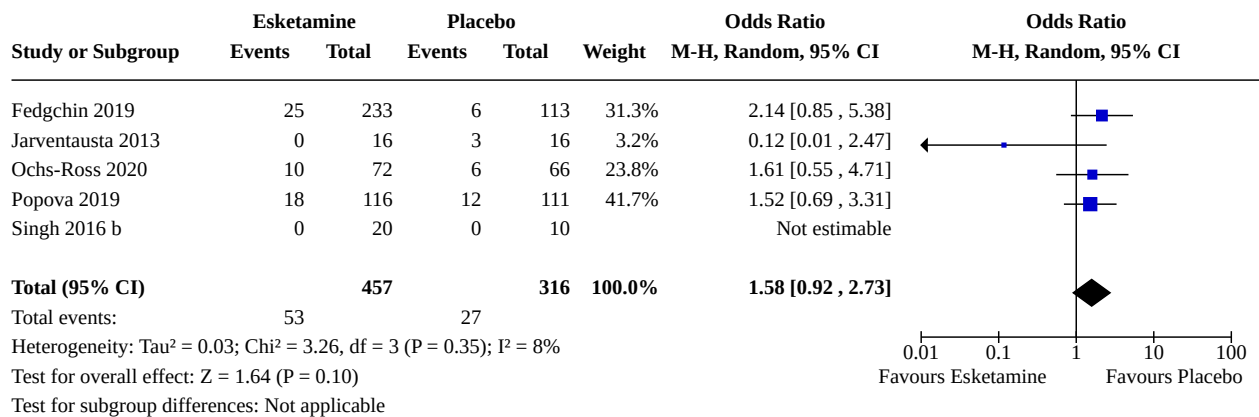 Esketamine Placebo Odds Ratio Odds Ratio
Study or Subgroup Events Total Events Total Weight M-H, Random, 95% CI M-H, Random, 95% CI
Fedgchin 2019 25 233 6 113 31.3% 2.14 [0.85 , 5.38]
Jarventausta 2013 0 16 3 16 3.2% 0.12 [0.01 , 2.47]
Ochs-Ross 2020 10 72 6 66 23.8% 1.61 [0.55 , 4.71]
Popova 2019 18 116 12 111 41.7% 1.52 [0.69 , 3.31]
Singh 2016 b 0 20 0 10 Not estimable
Total (95% CI) 457 316 100.0% 1.58 [0.92 , 2.73]
Total events: 53 27
Heterogeneity: Tau² = 0.03; Chi² = 3.26, df = 3 (P = 0.35); I² = 8%
Test for overall effect: Z = 1.64 (P = 0.10)
Test for subgroup differences: Not applicable
0.01 0.1 1 10 100
Favours Esketamine Favours Placebo